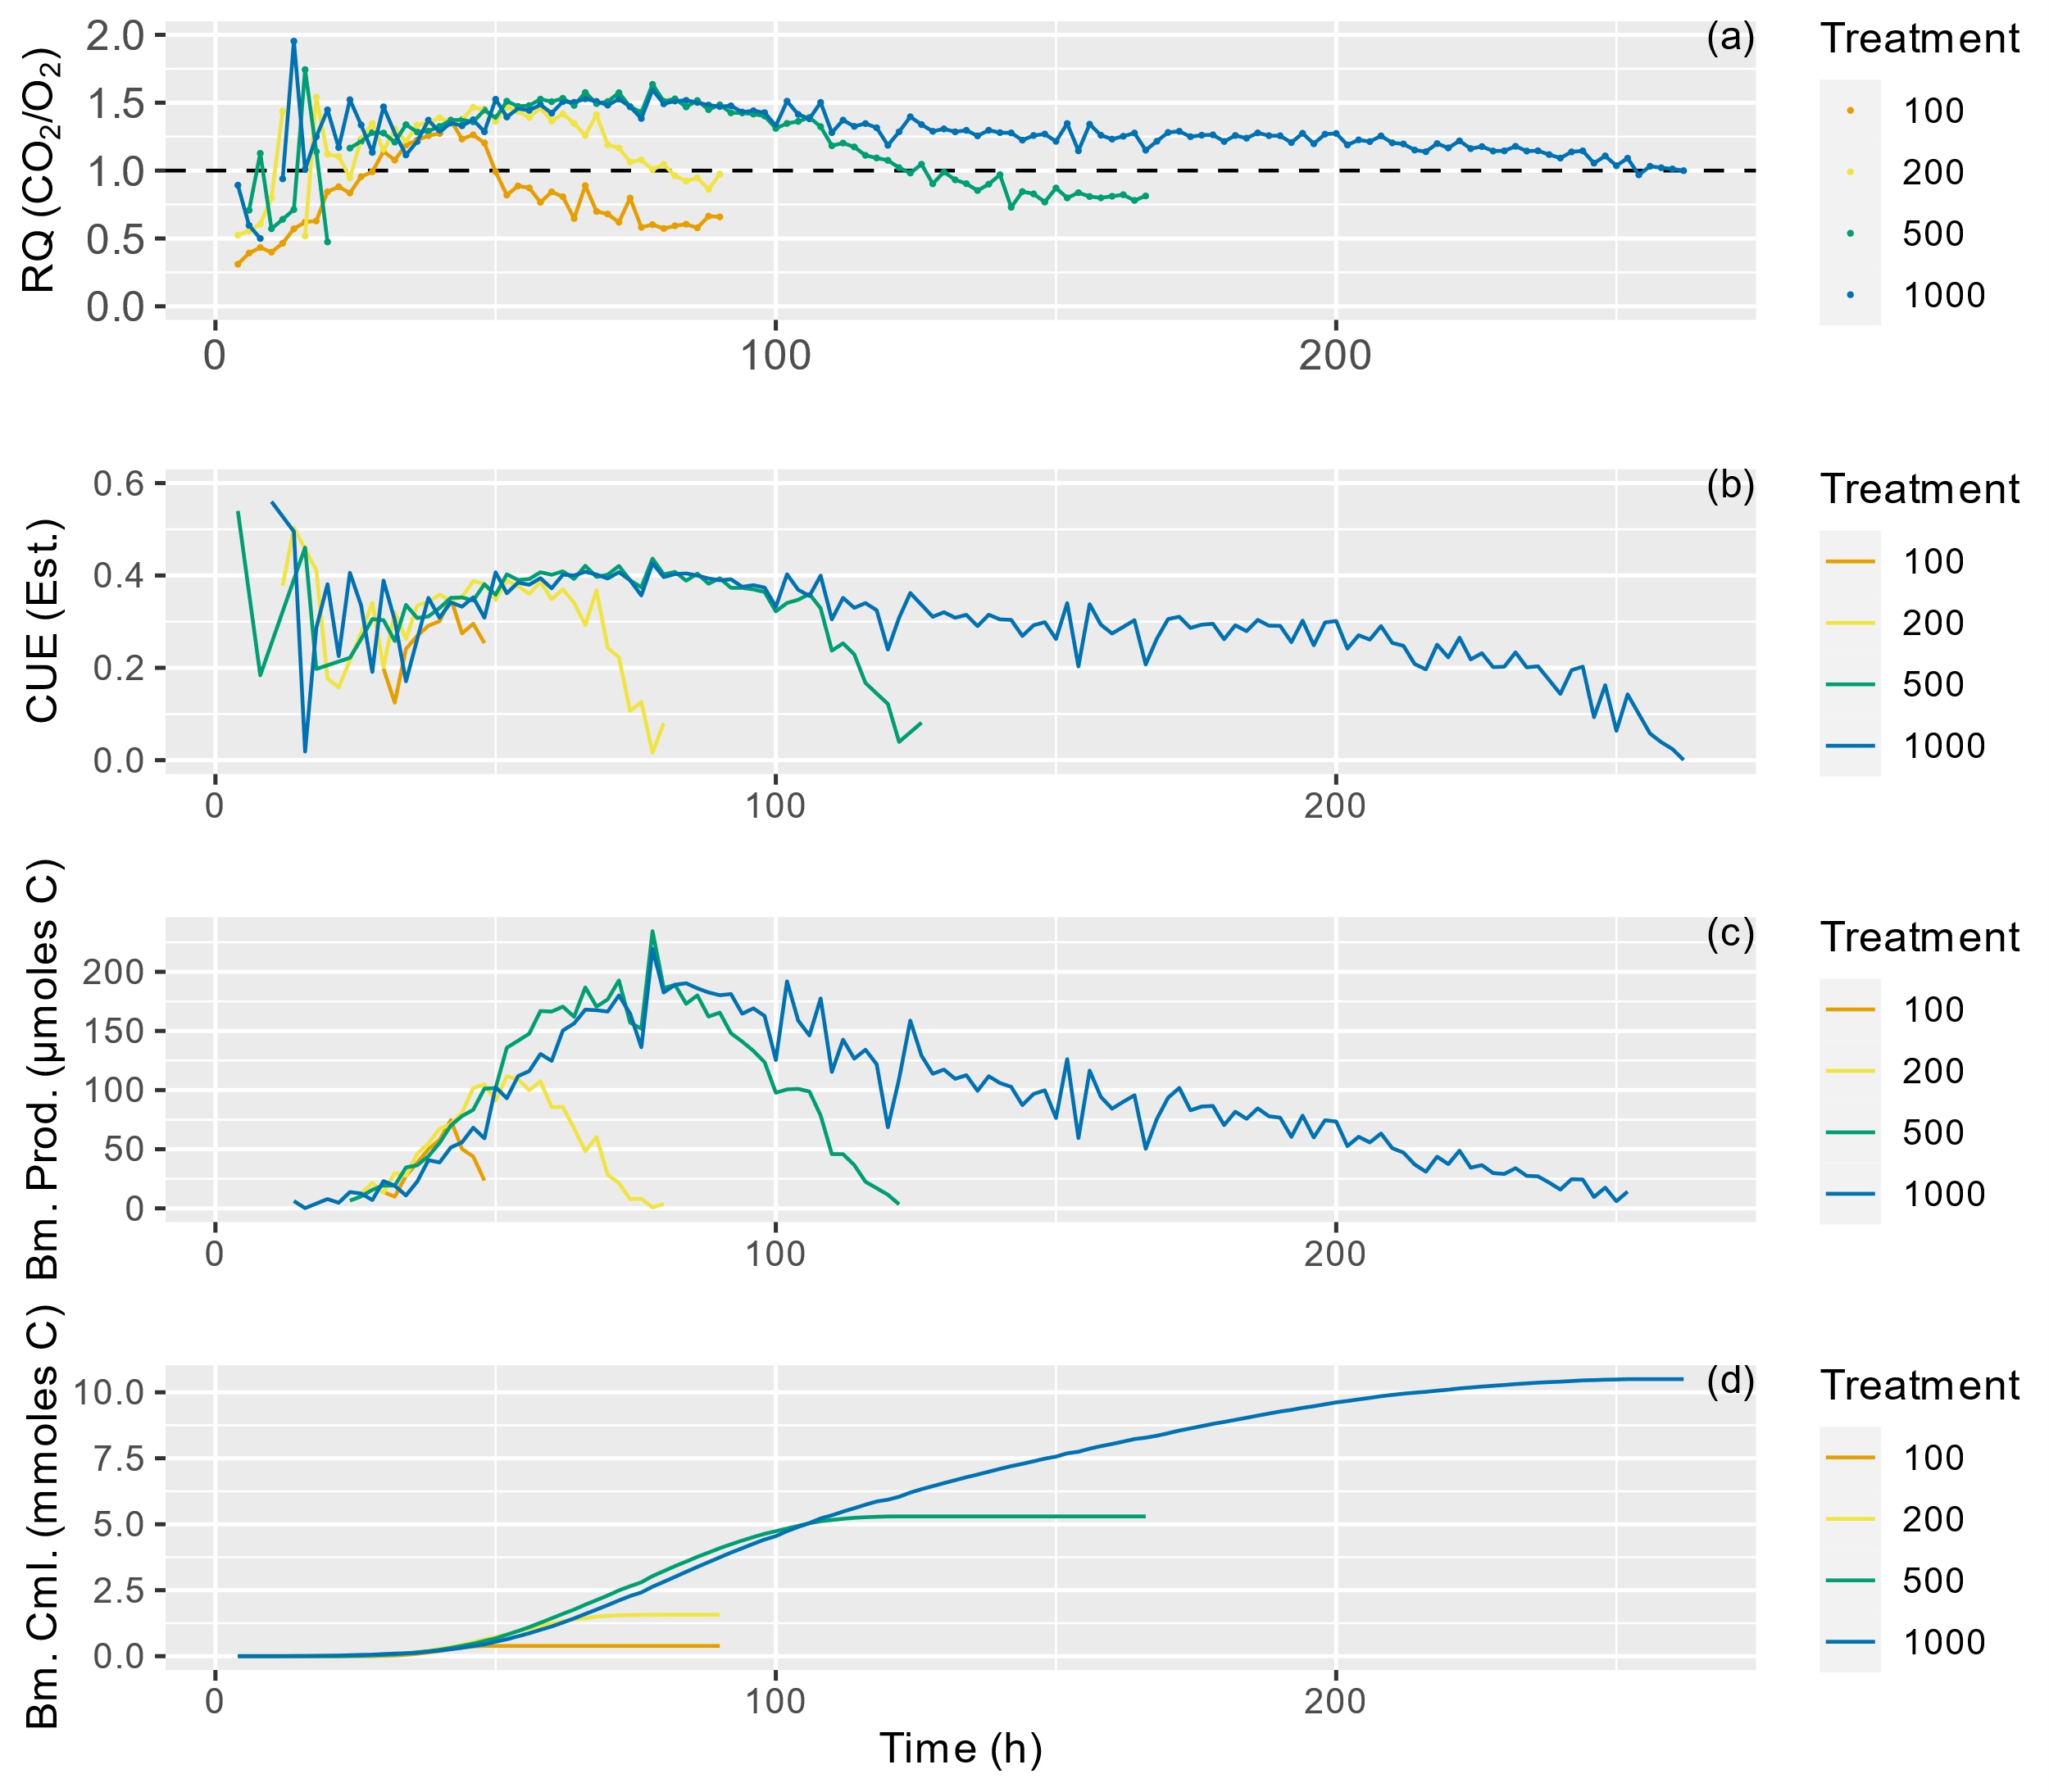 RQ (CO₂/O₂)
2.0
1.5
1.0
0.5
0.0
(a)
0 100 200
Treatment
100
200
500
1000
CUE (Est.)
0.6
0.4
0.2
0.0
(b)
0 100 200
Treatment
100
200
500
1000
Bm. Prod. (µmoles C)
200
150
100
50
0
(c)
0 100 200
Treatment
100
200
500
1000
Bm. Cml. (mmoles C)
10.0
7.5
5.0
2.5
0.0
(d)
0 100 200
Time (h)
Treatment
100
200
500
1000